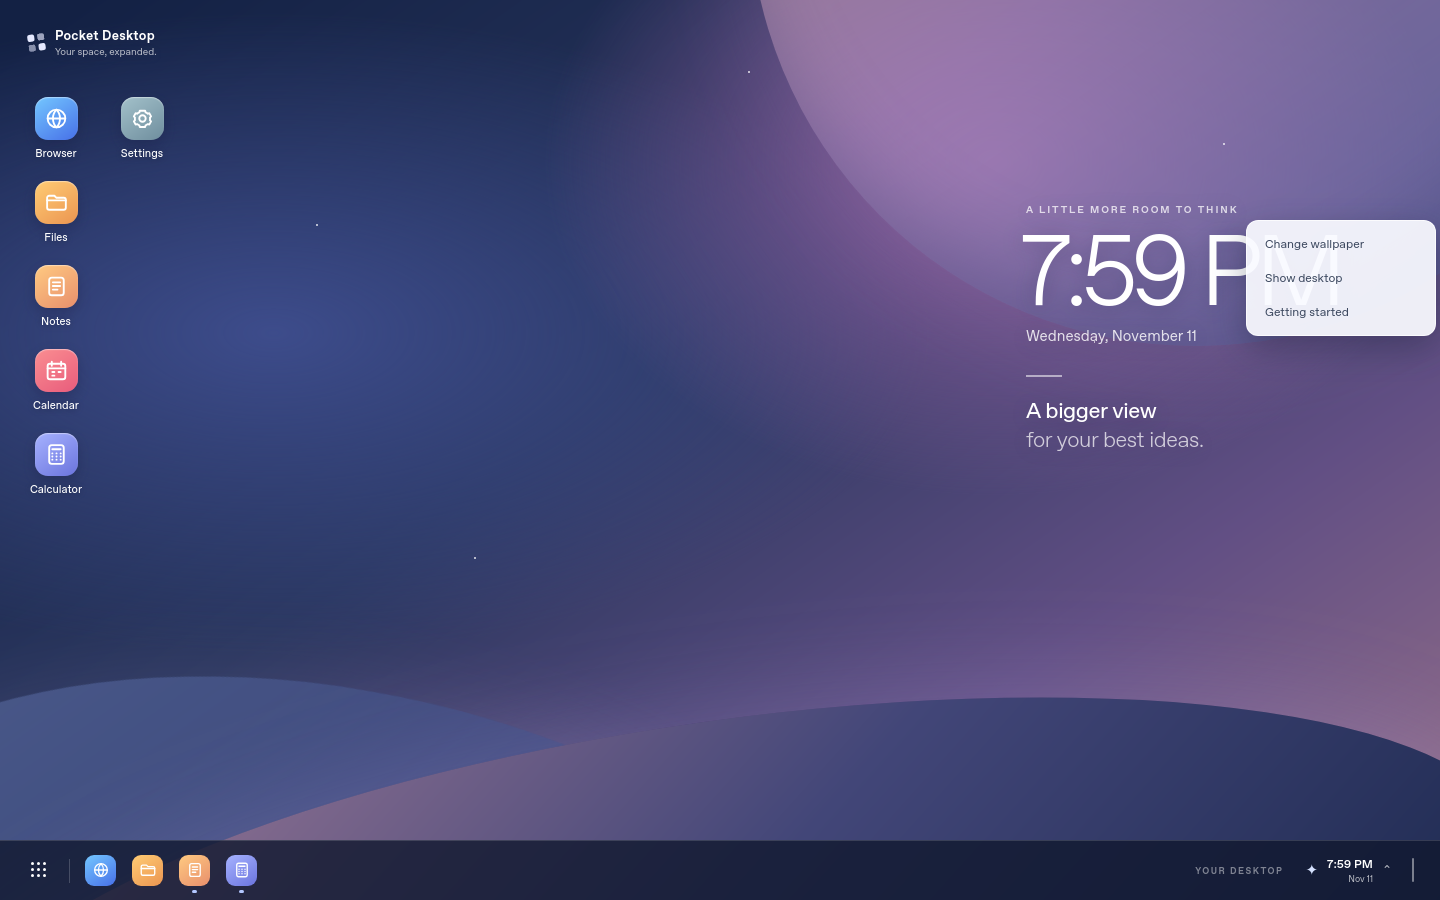 Pocket Desktop
Your space, expanded.
Browser
Settings
Files
Notes
Calendar
Calculator
A LITTLE MORE ROOM TO THINK
7:59 PM
Wednesday, November 11
A bigger view
for your best ideas.
Change wallpaper
Show desktop
Getting started
YOUR DESKTOP
7:59 PM
Nov 11